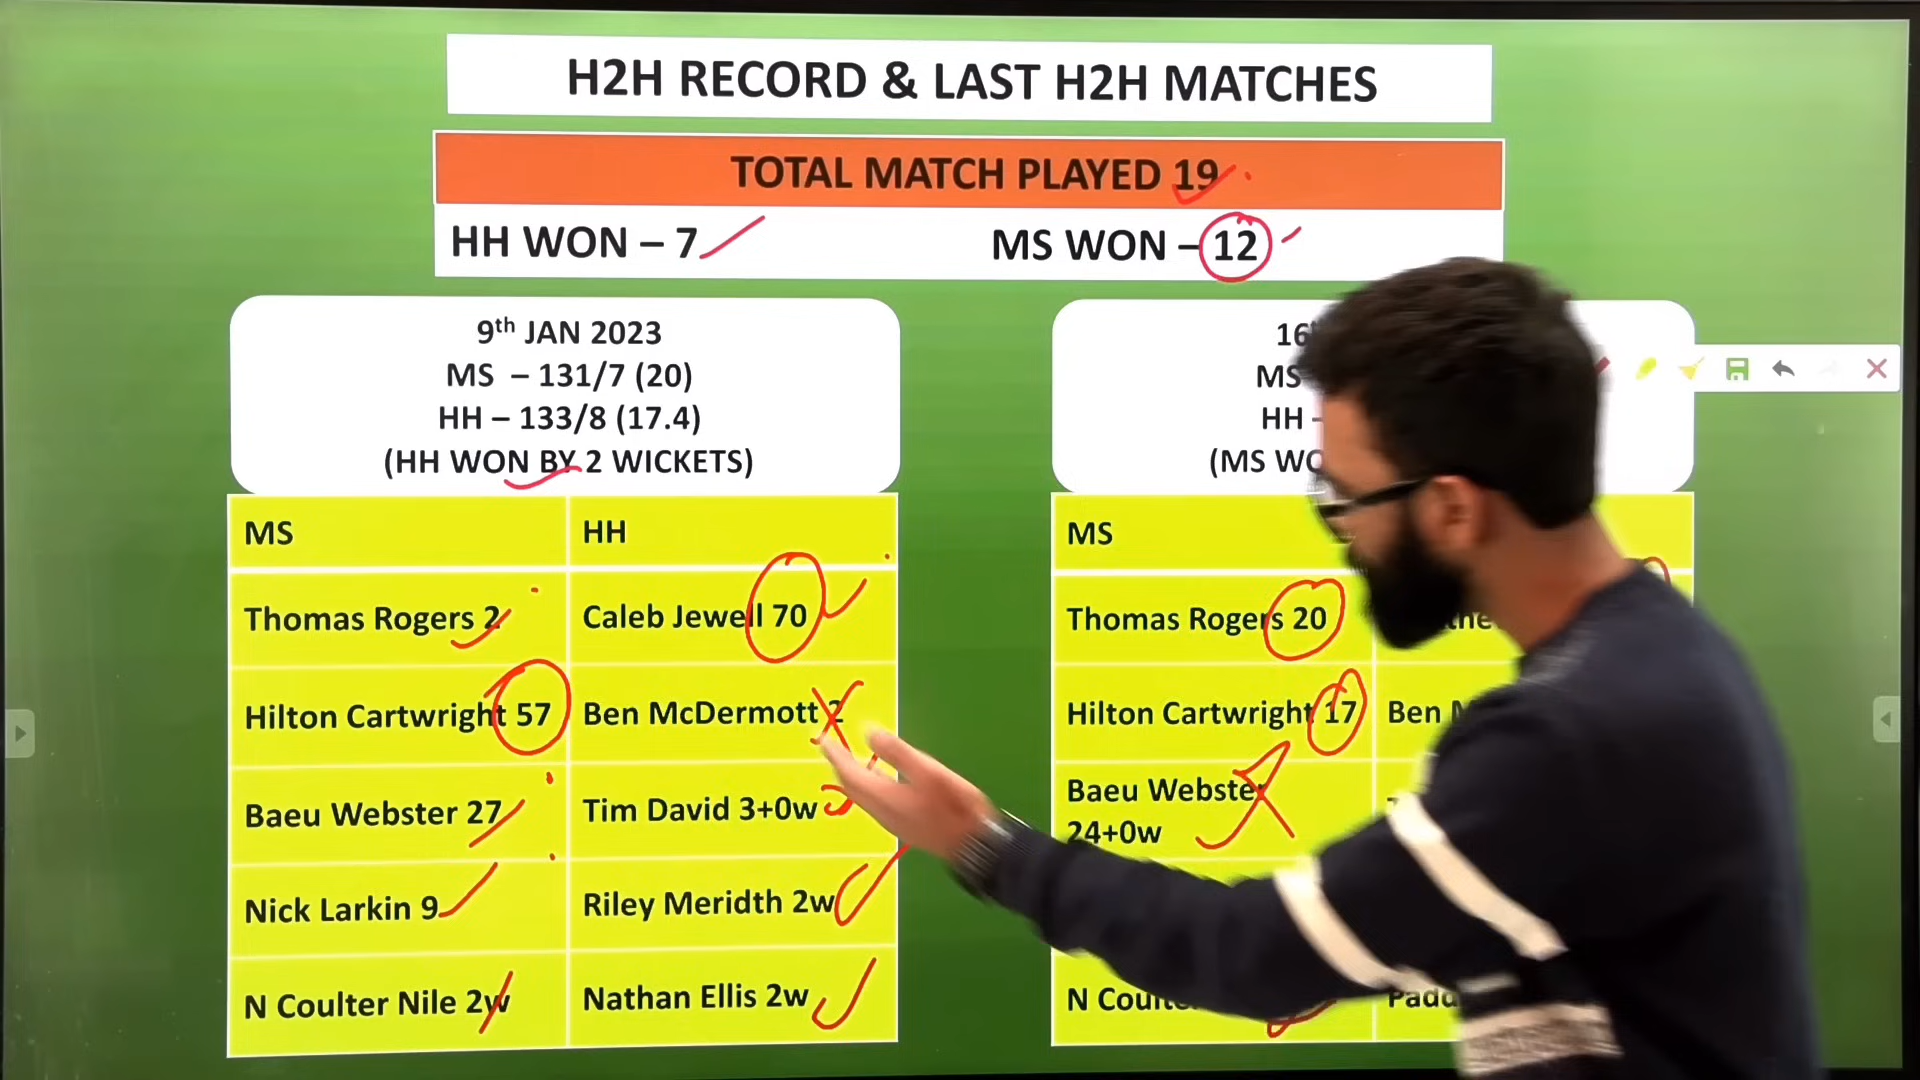 H2H RECORD & LAST H2H MATCHES
TOTAL MATCH PLAYED 19
HH WON – 7
MS WON – 12
9th JAN 2023
MS – 131/7 (20)
HH – 133/8 (17.4)
(HH WON BY 2 WICKETS)
MS
HH
Thomas Rogers 2
Caleb Jewell 70
Hilton Cartwright 57
Ben McDermott 2
Baeu Webster 27
Tim David 3+0w
Nick Larkin 9
Riley Meridth 2w
N Coulter Nile 2w
Nathan Ellis 2w
16
MS
HH –
(MS WO
MS
Thomas Rogers 20
Hilton Cartwright 17
Ben M
Baeu Webster
24+0w
N Coulte
Padd